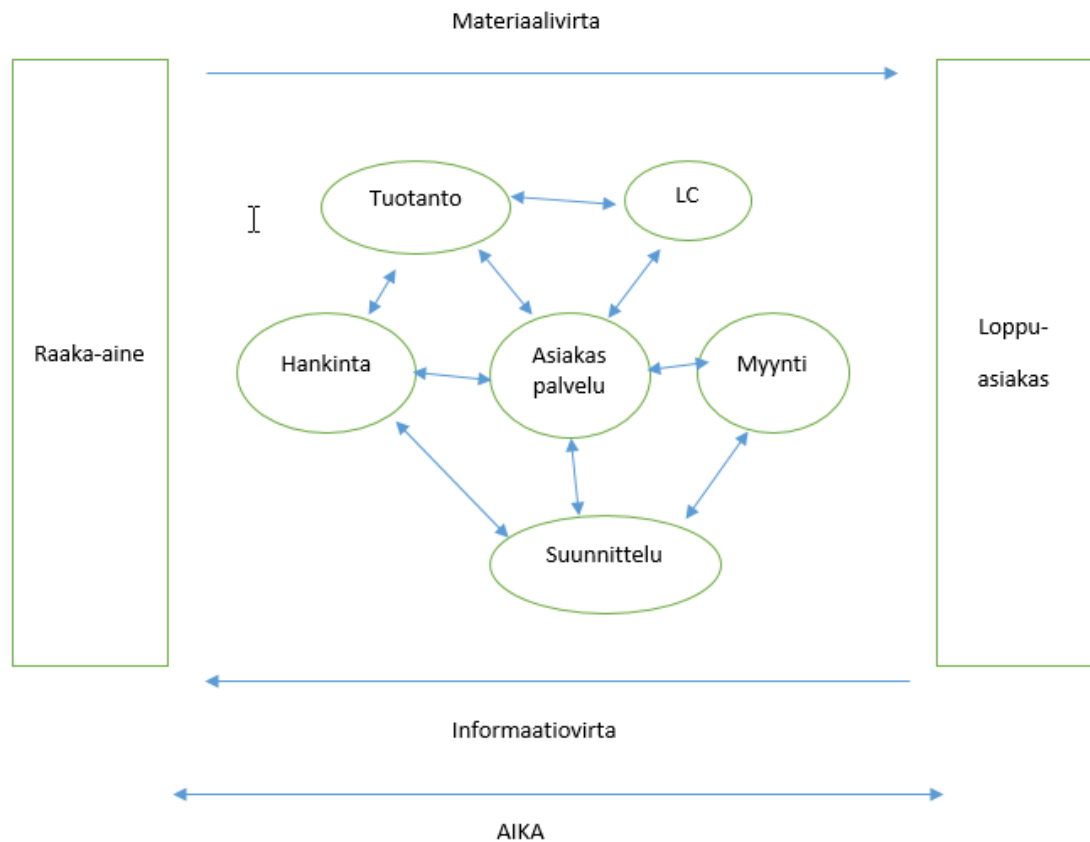 Materiaalivirta
Tuotanto
LC
Raaka-aine
Hankinta
Asiakas
palvelu
Myynti
Loppu-
asiakas
Suunnittelu
Informaatiovirta
AIKA